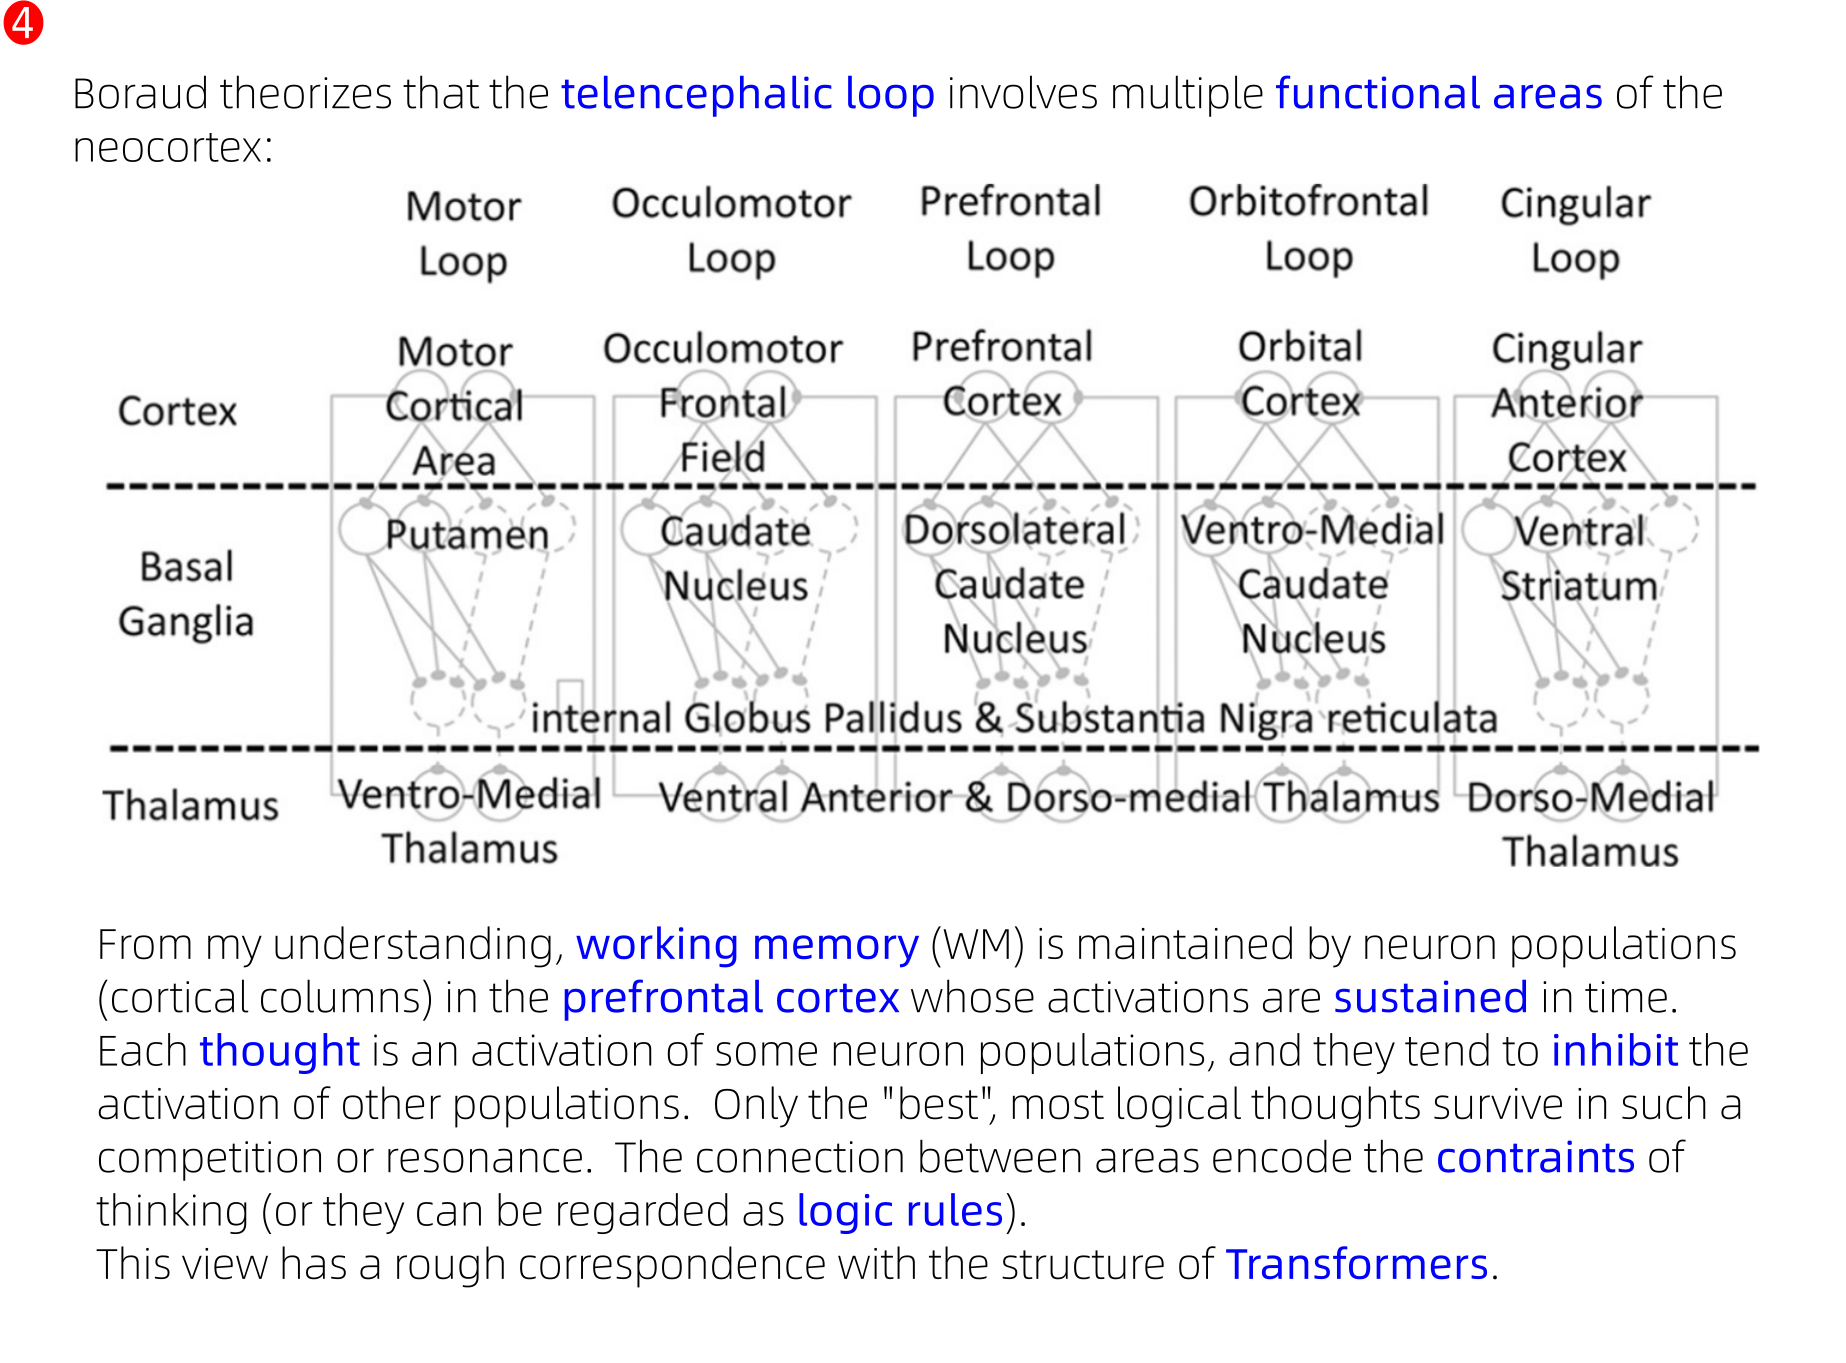 4
Boraud theorizes that the telencephalic loop involves multiple functional areas of the
neocortex:
Motor Loop
Occulomotor Loop
Prefrontal Loop
Orbitofrontal Loop
Cingular Loop
Cortex
Motor Cortical Area
Occulomotor Frontal Field
Prefrontal Cortex
Orbital Cortex
Cingular Anterior Cortex
Basal Ganglia
Putamen
Caudate Nucleus
Dorsolateral Caudate Nucleus
Ventro-Medial Caudate Nucleus
Ventral Striatum
internal Globus Pallidus & Substantia Nigra reticulata
Thalamus
Ventro-Medial Thalamus
Ventral Anterior & Dorso-medial Thalamus
Dorso-Medial Thalamus
From my understanding, working memory (WM) is maintained by neuron populations
(cortical columns) in the prefrontal cortex whose activations are sustained in time.
Each thought is an activation of some neuron populations, and they tend to inhibit the
activation of other populations.  Only the "best", most logical thoughts survive in such a
competition or resonance.  The connection between areas encode the contraints of
thinking (or they can be regarded as logic rules).
This view has a rough correspondence with the structure of Transformers.